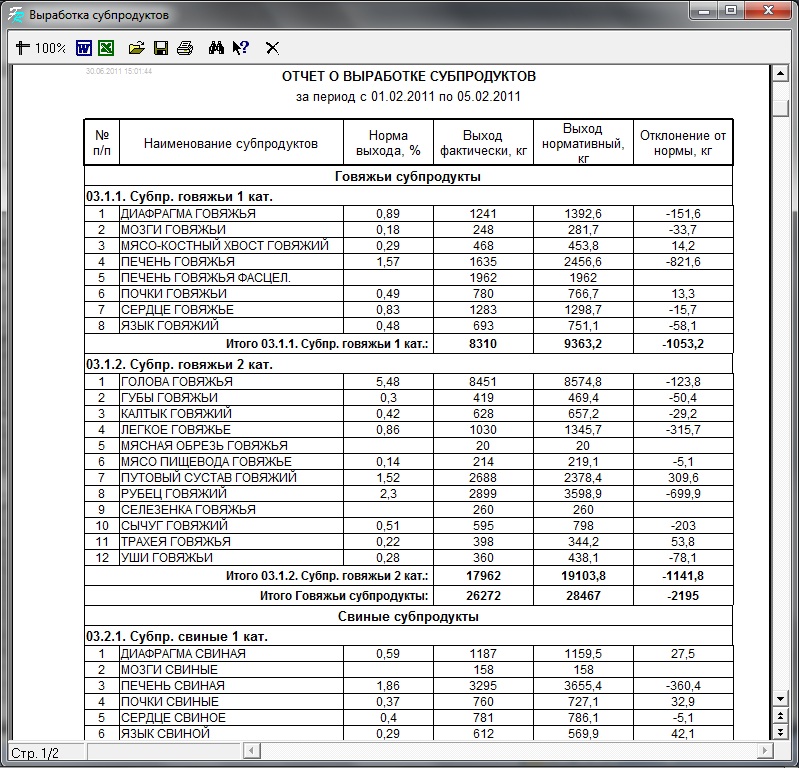 Выработка субпродуктов
100%
30.06.2011 15:01:44
ОТЧЕТ О ВЫРАБОТКЕ СУБПРОДУКТОВ
за период с 01.02.2011 по 05.02.2011
№ п/п Наименование субпродуктов Норма выхода, % Выход фактически, кг Выход нормативный, кг Отклонение от нормы, кг
Говяжьи субпродукты
03.1.1. Субпр. говяжьи 1 кат.
1 ДИАФРАГМА ГОВЯЖЬЯ 0,89 1241 1392,6 -151,6
2 МОЗГИ ГОВЯЖЬИ 0,18 248 281,7 -33,7
3 МЯСО-КОСТНЫЙ ХВОСТ ГОВЯЖИЙ 0,29 468 453,8 14,2
4 ПЕЧЕНЬ ГОВЯЖЬЯ 1,57 1635 2456,6 -821,6
5 ПЕЧЕНЬ ГОВЯЖЬЯ ФАСЦЕЛ. 1962 1962
6 ПОЧКИ ГОВЯЖЬИ 0,49 780 766,7 13,3
7 СЕРДЦЕ ГОВЯЖЬЕ 0,83 1283 1298,7 -15,7
8 ЯЗЫК ГОВЯЖИЙ 0,48 693 751,1 -58,1
Итого 03.1.1. Субпр. говяжьи 1 кат.: 8310 9363,2 -1053,2
03.1.2. Субпр. говяжьи 2 кат.
1 ГОЛОВА ГОВЯЖЬЯ 5,48 8451 8574,8 -123,8
2 ГУБЫ ГОВЯЖЬИ 0,3 419 469,4 -50,4
3 КАЛТЫК ГОВЯЖИЙ 0,42 628 657,2 -29,2
4 ЛЕГКОЕ ГОВЯЖЬЕ 0,86 1030 1345,7 -315,7
5 МЯСНАЯ ОБРЕЗЬ ГОВЯЖЬЯ 20 20
6 МЯСО ПИЩЕВОДА ГОВЯЖЬЕ 0,14 214 219,1 -5,1
7 ПУТОВЫЙ СУСТАВ ГОВЯЖИЙ 1,52 2688 2378,4 309,6
8 РУБЕЦ ГОВЯЖИЙ 2,3 2899 3598,9 -699,9
9 СЕЛЕЗЕНКА ГОВЯЖЬЯ 260 260
10 СЫЧУГ ГОВЯЖИЙ 0,51 595 798 -203
11 ТРАХЕЯ ГОВЯЖЬЯ 0,22 398 344,2 53,8
12 УШИ ГОВЯЖЬИ 0,28 360 438,1 -78,1
Итого 03.1.2. Субпр. говяжьи 2 кат.: 17962 19103,8 -1141,8
Итого Говяжьи субпродукты: 26272 28467 -2195
Свиные субпродукты
03.2.1. Субпр. свиные 1 кат.
1 ДИАФРАГМА СВИНАЯ 0,59 1187 1159,5 27,5
2 МОЗГИ СВИНЫЕ 158 158
3 ПЕЧЕНЬ СВИНАЯ 1,86 3295 3655,4 -360,4
4 ПОЧКИ СВИНЫЕ 0,37 760 727,1 32,9
5 СЕРДЦЕ СВИНОЕ 0,4 781 786,1 -5,1
6 ЯЗЫК СВИНОЙ 0,29 612 569,9 42,1
Стр. 1/2